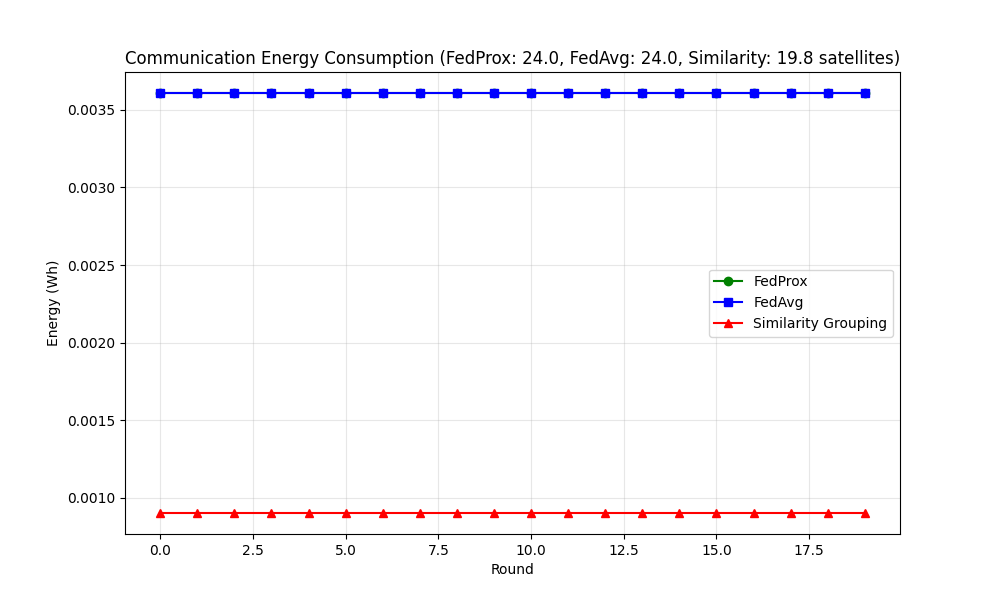 Communication Energy Consumption (FedProx: 24.0, FedAvg: 24.0, Similarity: 19.8 satellites)
Energy (Wh)
0.0035
0.0030
0.0025
0.0020
0.0015
0.0010
FedProx
FedAvg
Similarity Grouping
0.0 2.5 5.0 7.5 10.0 12.5 15.0 17.5
Round